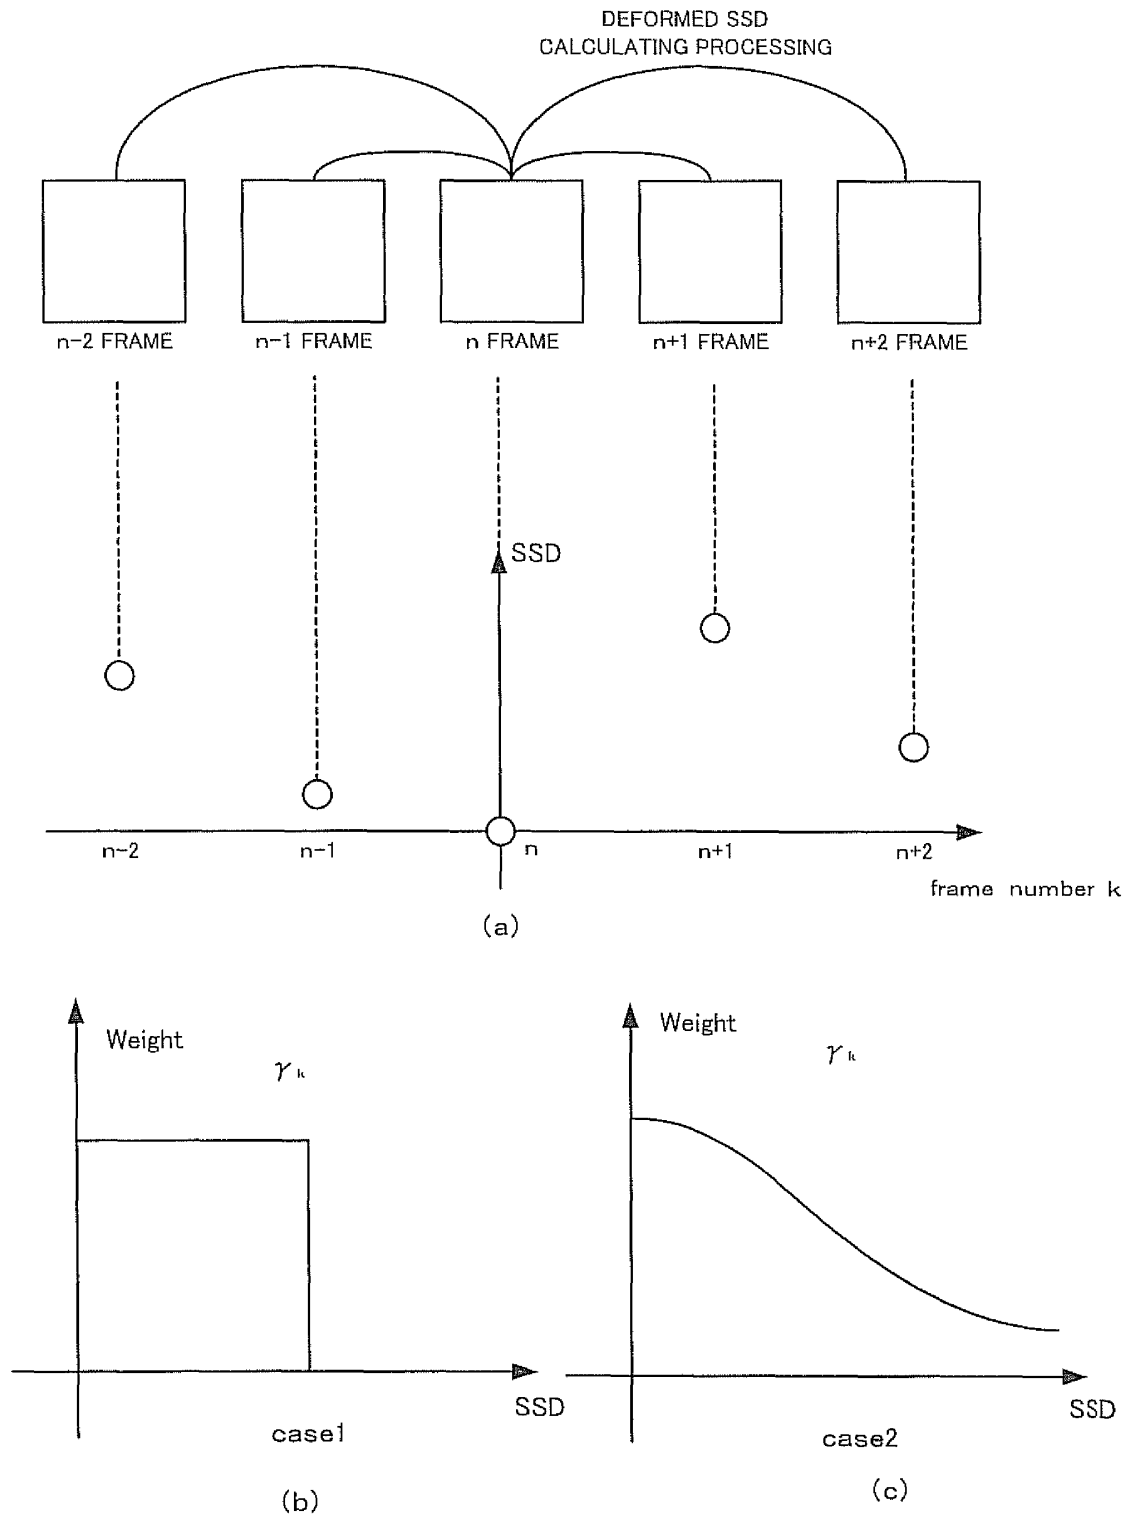 DEFORMED SSD
CALCULATING PROCESSING
n-2 FRAME
n-1 FRAME
n FRAME
n+1 FRAME
n+2 FRAME
SSD
n-2
n-1
n
n+1
n+2
frame number k
(a)
Weight
γk
SSD
case1
(b)
Weight
γk
SSD
case2
(c)